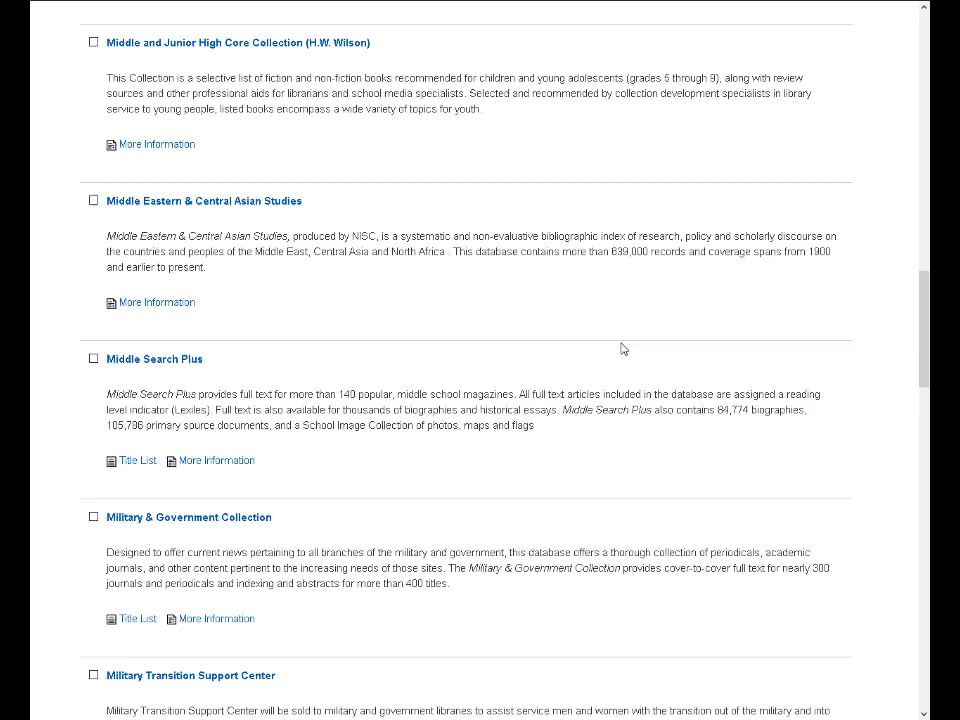 Middle and Junior High Core Collection (H.W. Wilson)
This Collection is a selective list of fiction and non-fiction books recommended for children and young adolescents (grades 5 through 9), along with review
sources and other professional aids for librarians and school media specialists. Selected and recommended by collection development specialists in library
service to young people, listed books encompass a wide variety of topics for youth.
More Information
Middle Eastern & Central Asian Studies
Middle Eastern & Central Asian Studies, produced by NISC, is a systematic and non-evaluative bibliographic index of research, policy and scholarly discourse on
the countries and peoples of the Middle East, Central Asia and North Africa . This database contains more than 639,000 records and coverage spans from 1900
and earlier to present.
More Information
Middle Search Plus
Middle Search Plus provides full text for more than 140 popular, middle school magazines. All full text articles included in the database are assigned a reading
level indicator (Lexiles). Full text is also available for thousands of biographies and historical essays. Middle Search Plus also contains 84,774 biographies,
105,786 primary source documents, and a School Image Collection of photos, maps and flags
Title List More Information
Military & Government Collection
Designed to offer current news pertaining to all branches of the military and government, this database offers a thorough collection of periodicals, academic
journals, and other content pertinent to the increasing needs of those sites. The Military & Government Collection provides cover-to-cover full text for nearly 300
journals and periodicals and indexing and abstracts for more than 400 titles.
Title List More Information
Military Transition Support Center
Military Transition Support Center will be sold to military and government libraries to assist service men and women with the transition out of the military and into